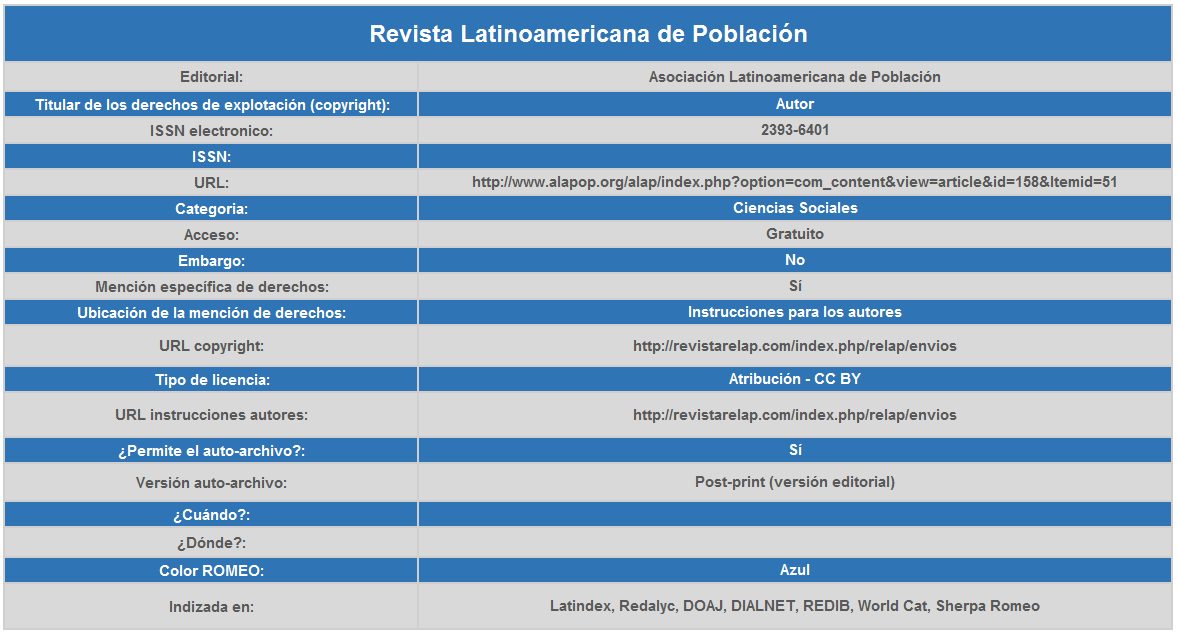 Revista Latinoamericana de Población
Editorial: Asociación Latinoamericana de Población
Titular de los derechos de explotación (copyright): Autor
ISSN electronico: 2393-6401
ISSN:
URL: http://www.alapop.org/alap/index.php?option=com_content&view=article&id=158&Itemid=51
Categoria: Ciencias Sociales
Acceso: Gratuito
Embargo: No
Mención específica de derechos: Sí
Ubicación de la mención de derechos: Instrucciones para los autores
URL copyright: http://revistarelap.com/index.php/relap/envios
Tipo de licencia: Atribución - CC BY
URL instrucciones autores: http://revistarelap.com/index.php/relap/envios
¿Permite el auto-archivo?: Sí
Versión auto-archivo: Post-print (versión editorial)
¿Cuándo?:
¿Dónde?:
Color ROMEO: Azul
Indizada en: Latindex, Redalyc, DOAJ, DIALNET, REDIB, World Cat, Sherpa Romeo